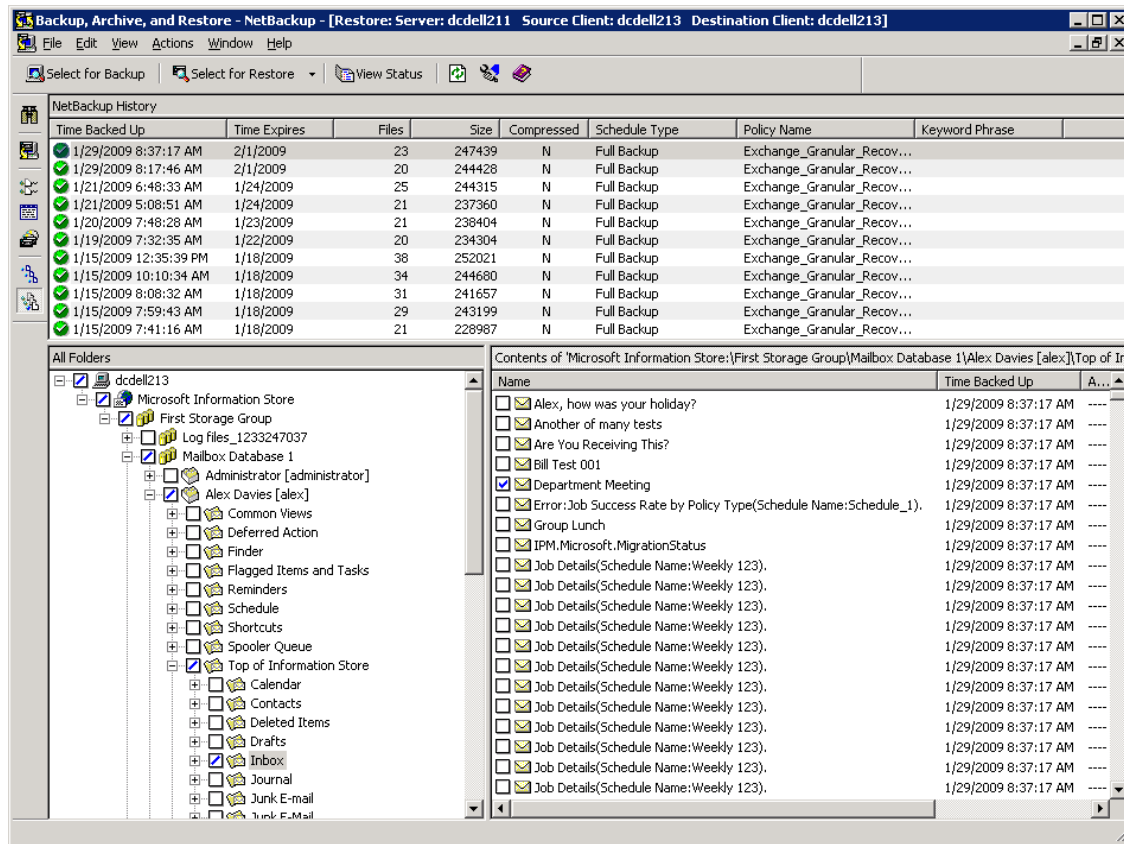 Backup, Archive, and Restore - NetBackup - [Restore: Server: dcdell211 Source Client: dcdell213 Destination Client: dcdell213]
File Edit View Actions Window Help
Select for Backup Select for Restore View Status
NetBackup History
Time Backed Up Time Expires Files Size Compressed Schedule Type Policy Name Keyword Phrase
1/29/2009 8:37:17 AM 2/1/2009 23 247439 N Full Backup Exchange_Granular_Recov...
1/29/2009 8:17:46 AM 2/1/2009 20 244428 N Full Backup Exchange_Granular_Recov...
1/21/2009 6:48:33 AM 1/24/2009 25 244315 N Full Backup Exchange_Granular_Recov...
1/21/2009 5:08:51 AM 1/24/2009 21 237360 N Full Backup Exchange_Granular_Recov...
1/20/2009 7:48:28 AM 1/23/2009 21 238404 N Full Backup Exchange_Granular_Recov...
1/19/2009 7:32:35 AM 1/22/2009 20 234304 N Full Backup Exchange_Granular_Recov...
1/15/2009 12:35:39 PM 1/18/2009 38 252021 N Full Backup Exchange_Granular_Recov...
1/15/2009 10:10:34 AM 1/18/2009 34 244680 N Full Backup Exchange_Granular_Recov...
1/15/2009 8:08:32 AM 1/18/2009 31 241657 N Full Backup Exchange_Granular_Recov...
1/15/2009 7:59:43 AM 1/18/2009 29 243199 N Full Backup Exchange_Granular_Recov...
1/15/2009 7:41:16 AM 1/18/2009 21 228987 N Full Backup Exchange_Granular_Recov...
All Folders
dcdell213
Microsoft Information Store
First Storage Group
Log files_1233247037
Mailbox Database 1
Administrator [administrator]
Alex Davies [alex]
Common Views
Deferred Action
Finder
Flagged Items and Tasks
Reminders
Schedule
Shortcuts
Spooler Queue
Top of Information Store
Calendar
Contacts
Deleted Items
Drafts
Inbox
Journal
Junk E-mail
Junk E-Mail
Contents of 'Microsoft Information Store:\First Storage Group\Mailbox Database 1\Alex Davies [alex]\Top of In
Name Time Backed Up A...
Alex, how was your holiday? 1/29/2009 8:37:17 AM ----
Another of many tests 1/29/2009 8:37:17 AM ----
Are You Receiving This? 1/29/2009 8:37:17 AM ----
Bill Test 001 1/29/2009 8:37:17 AM ----
Department Meeting 1/29/2009 8:37:17 AM ----
Error:Job Success Rate by Policy Type(Schedule Name:Schedule_1). 1/29/2009 8:37:17 AM ----
Group Lunch 1/29/2009 8:37:17 AM ----
IPM.Microsoft.MigrationStatus 1/29/2009 8:37:17 AM ----
Job Details(Schedule Name:Weekly 123). 1/29/2009 8:37:17 AM ----
Job Details(Schedule Name:Weekly 123). 1/29/2009 8:37:17 AM ----
Job Details(Schedule Name:Weekly 123). 1/29/2009 8:37:17 AM ----
Job Details(Schedule Name:Weekly 123). 1/29/2009 8:37:17 AM ----
Job Details(Schedule Name:Weekly 123). 1/29/2009 8:37:17 AM ----
Job Details(Schedule Name:Weekly 123). 1/29/2009 8:37:17 AM ----
Job Details(Schedule Name:Weekly 123). 1/29/2009 8:37:17 AM ----
Job Details(Schedule Name:Weekly 123). 1/29/2009 8:37:17 AM ----
Job Details(Schedule Name:Weekly 123). 1/29/2009 8:37:17 AM ----
Job Details(Schedule Name:Weekly 123). 1/29/2009 8:37:17 AM ----
Job Details(Schedule Name:Weekly 123). 1/29/2009 8:37:17 AM ----
Job Details(Schedule Name:Weekly 123). 1/29/2009 8:37:17 AM ----